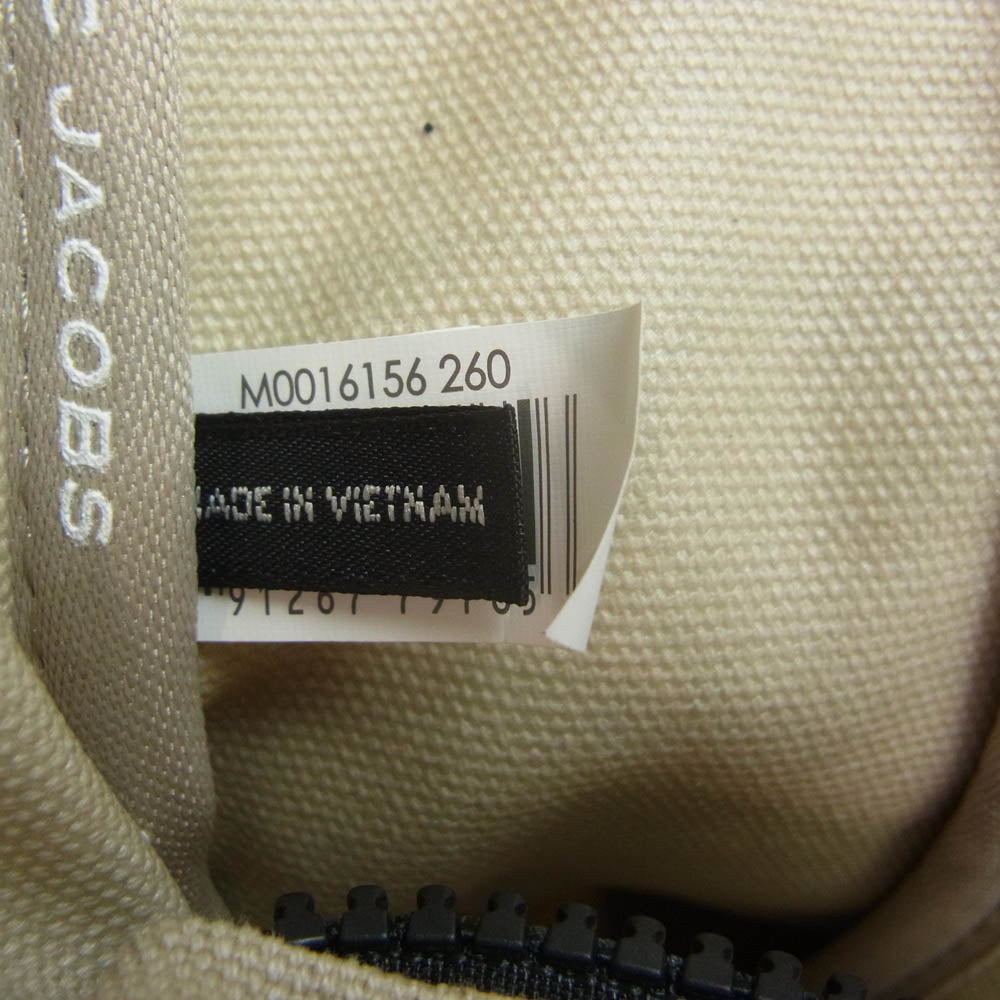 JACOBS
M0016156 260
MADE IN VIETNAM